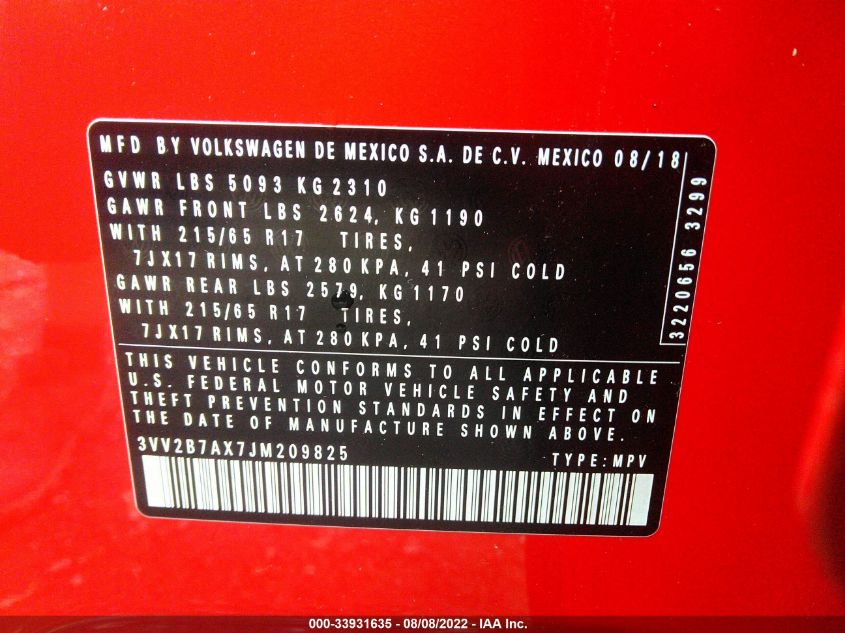 MFD BY VOLKSWAGEN DE MEXICO S.A. DE C.V. MEXICO 08/18
GVWR LBS 5093 KG 2310
GAWR FRONT LBS 2624, KG 1190
WITH 215/65 R17 TIRES,
7JX17 RIMS, AT 280 KPA, 41 PSI COLD
GAWR REAR LBS 2579, KG 1170
WITH 215/65 R17 TIRES,
7JX17 RIMS, AT 280 KPA, 41 PSI COLD
3220656 3299
THIS VEHICLE CONFORMS TO ALL APPLICABLE
U.S. FEDERAL MOTOR VEHICLE SAFETY AND
THEFT PREVENTION STANDARDS IN EFFECT ON
THE DATE OF MANUFACTURE SHOWN ABOVE.
3VV2B7AX7JM209825 TYPE: MPV
000-33931635 - 08/08/2022 - IAA Inc.